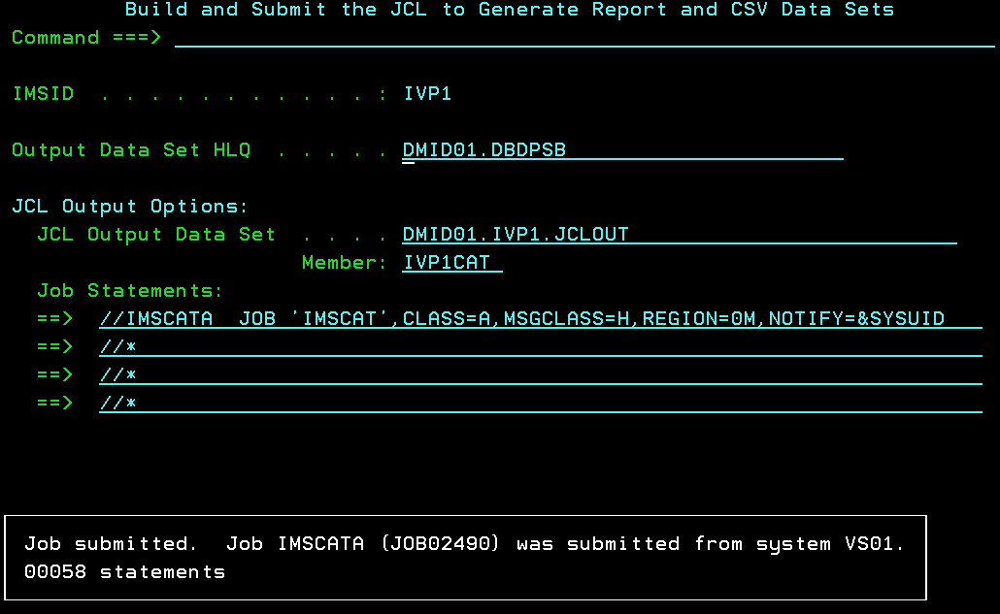 Build and Submit the JCL to Generate Report and CSV Data Sets
Command ===>
IMSID . . . . . . . . . . . : IVP1
Output Data Set HLQ . . . . . DMID01.DBDPSB
JCL Output Options:
JCL Output Data Set . . . . DMID01.IVP1.JCLOUT
Member: IVP1CAT
Job Statements:
==> //IMSCATA  JOB 'IMSCAT',CLASS=A,MSGCLASS=H,REGION=0M,NOTIFY=&SYSUID
==> //*
==> //*
==> //*
Job submitted.  Job IMSCATA (JOB02490) was submitted from system VS01.
00058 statements